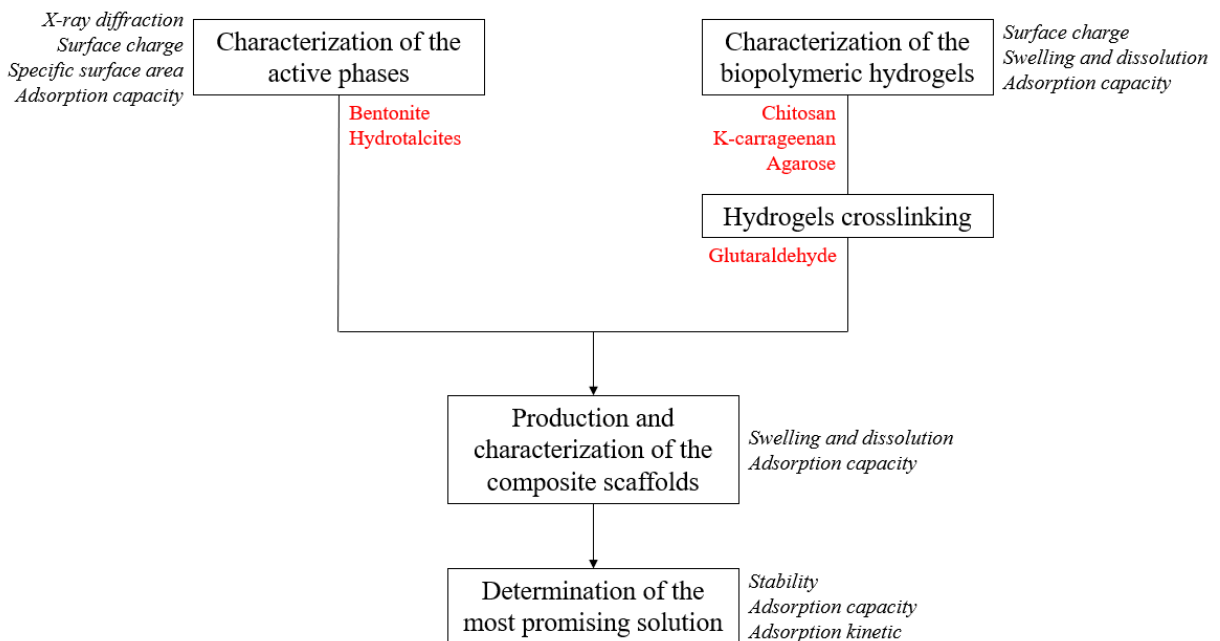 X-ray diffraction
Surface charge
Specific surface area
Adsorption capacity
Characterization of the
active phases
Bentonite
Hydrotalcites
Characterization of the
biopolymeric hydrogels
Surface charge
Swelling and dissolution
Adsorption capacity
Chitosan
K-carrageenan
Agarose
Hydrogels crosslinking
Glutaraldehyde
Production and
characterization of the
composite scaffolds
Swelling and dissolution
Adsorption capacity
Determination of the
most promising solution
Stability
Adsorption capacity
Adsorption kinetic